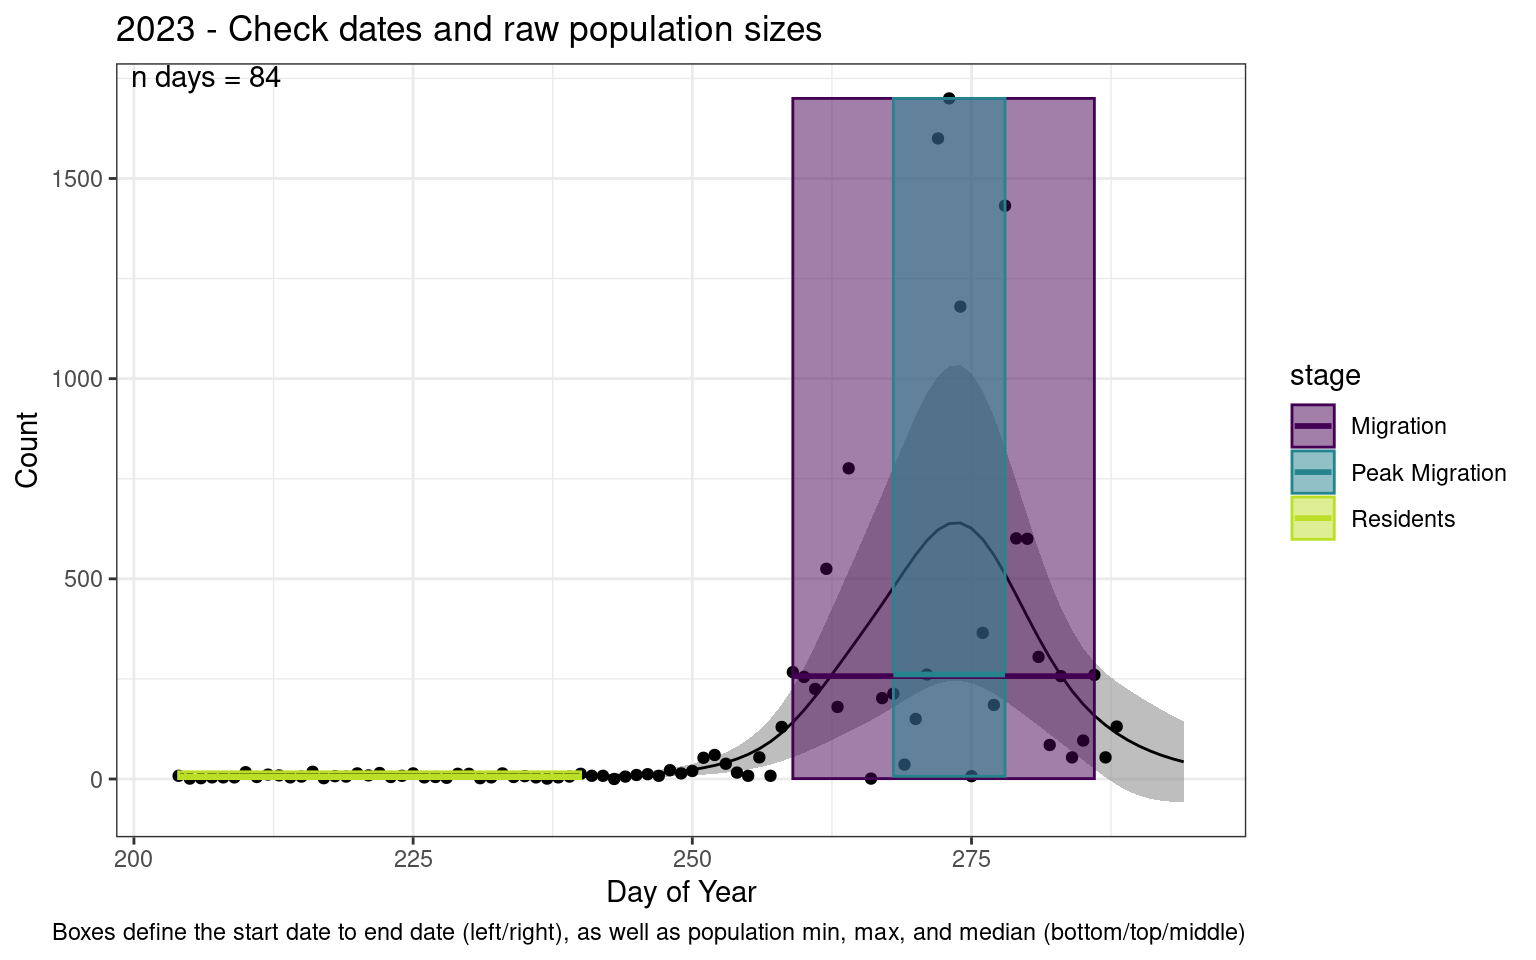 2023 - Check dates and raw population sizes
n days = 84
1500
1000
500
0
Count
200
225
250
275
Day of Year
stage
Migration
Peak Migration
Residents
Boxes define the start date to end date (left/right), as well as population min, max, and median (bottom/top/middle)